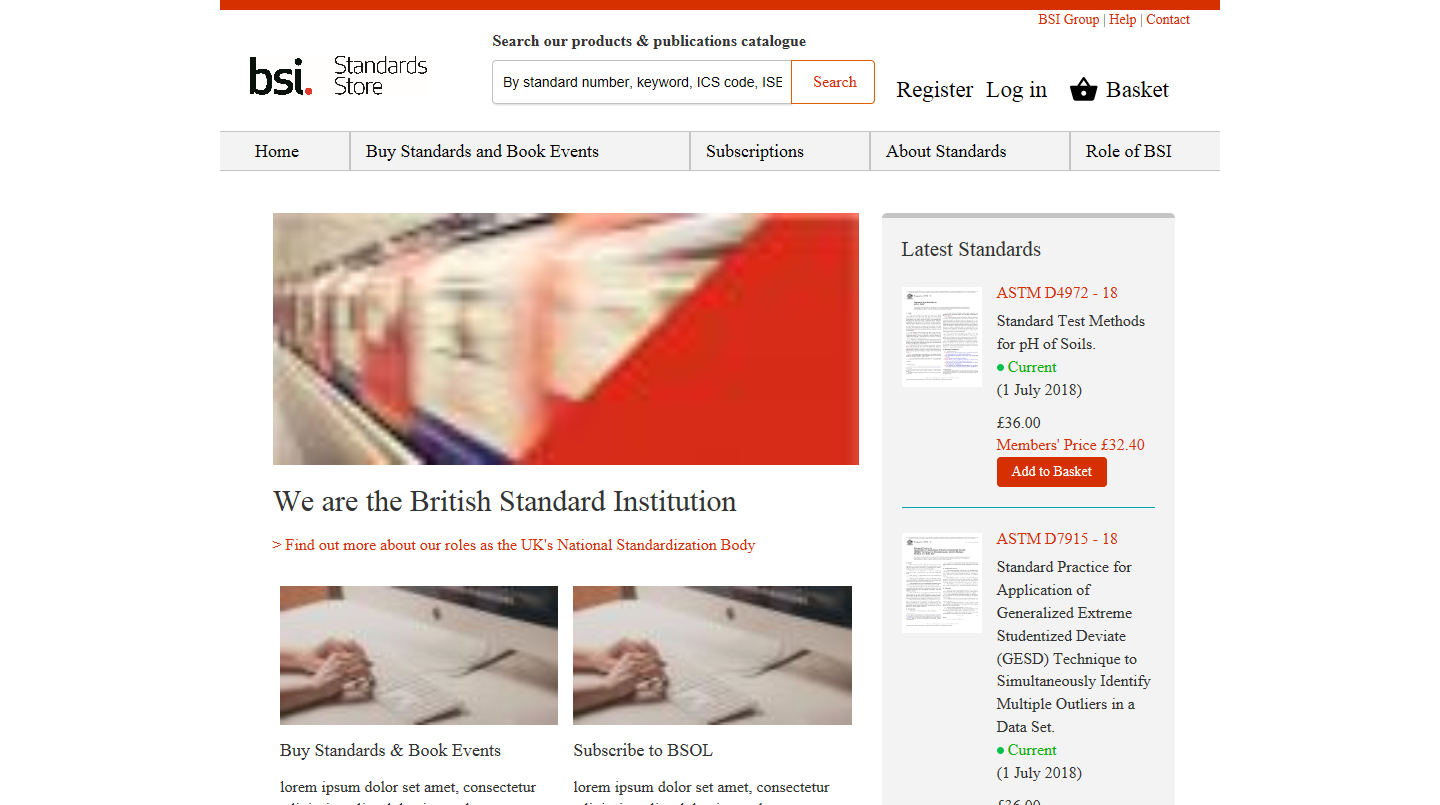 BSI Group | Help | Contact
Search our products & publications catalogue
bsi. Standards Store
By standard number, keyword, ICS code, ISE
Search
Register Log in Basket
Home
Buy Standards and Book Events
Subscriptions
About Standards
Role of BSI
We are the British Standard Institution
> Find out more about our roles as the UK's National Standardization Body
Buy Standards & Book Events
lorem ipsum dolor set amet, consectetur
Subscribe to BSOL
lorem ipsum dolor set amet, consectetur
Latest Standards
ASTM D4972 - 18
Standard Test Methods
for pH of Soils.
Current
(1 July 2018)
£36.00
Members' Price £32.40
Add to Basket
ASTM D7915 - 18
Standard Practice for
Application of
Generalized Extreme
Studentized Deviate
(GESD) Technique to
Simultaneously Identify
Multiple Outliers in a
Data Set.
Current
(1 July 2018)